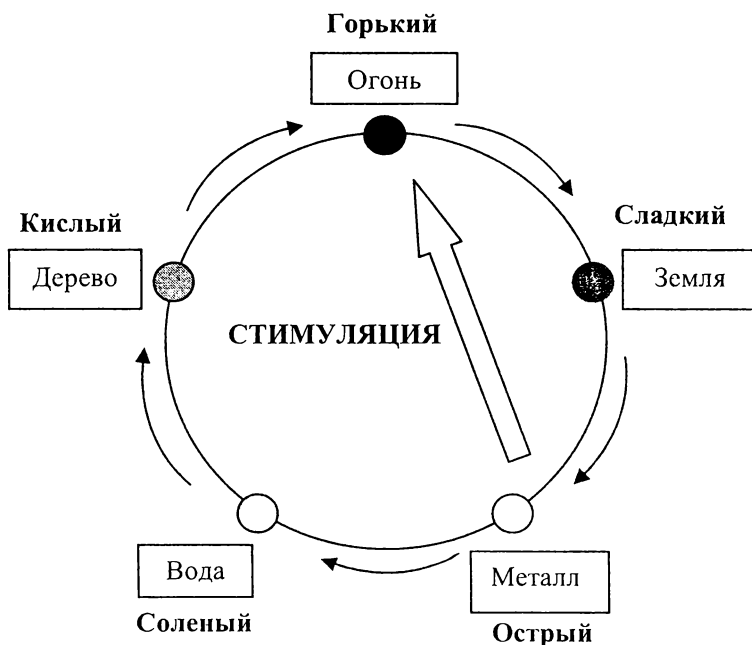 Горький
Огонь
Кислый
Сладкий
Дерево
Земля
СТИМУЛЯЦИЯ
Вода
Металл
Соленый
Острый